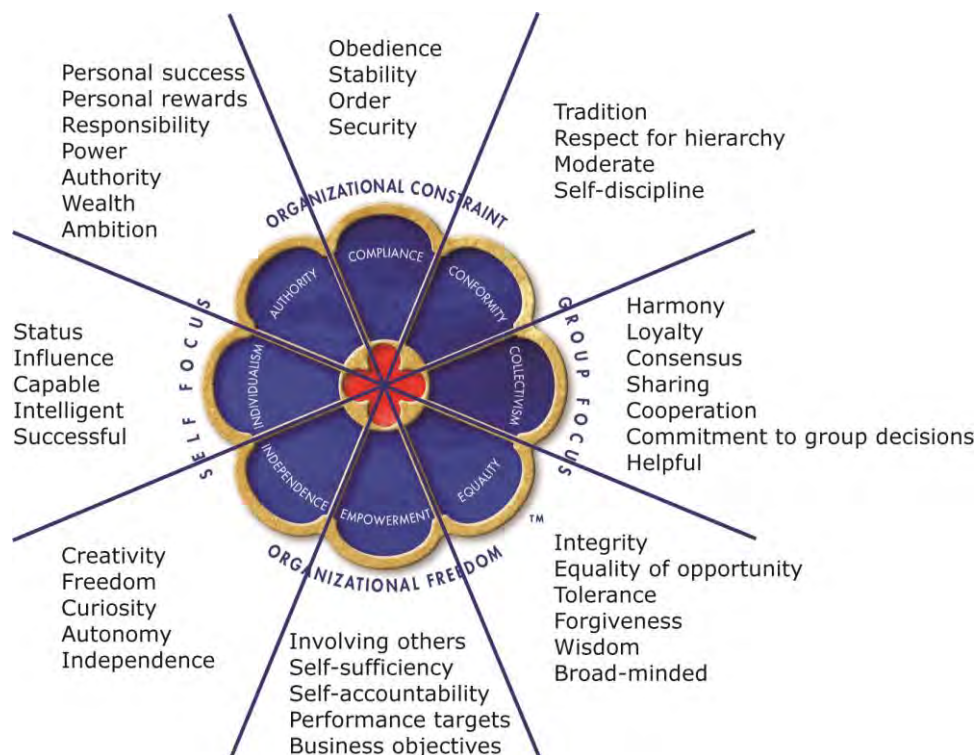 Obedience
Stability
Order
Security
Personal success
Personal rewards
Responsibility
Power
Authority
Wealth
Ambition
Tradition
Respect for hierarchy
Moderate
Self-discipline
ORGANIZATIONAL CONSTRAINT
COMPLIANCE
AUTHORITY
CONFORMITY
SELF FOCUS
GROUP FOCUS
Status
Influence
Capable
Intelligent
Successful
INDIVIDUALISM
COLLECTIVISM
Harmony
Loyalty
Consensus
Sharing
Cooperation
Commitment to group decisions
Helpful
INDEPENDENCE
EMPOWERMENT
EQUALITY
TM
ORGANIZATIONAL FREEDOM
Creativity
Freedom
Curiosity
Autonomy
Independence
Involving others
Self-sufficiency
Self-accountability
Performance targets
Business objectives
Integrity
Equality of opportunity
Tolerance
Forgiveness
Wisdom
Broad-minded